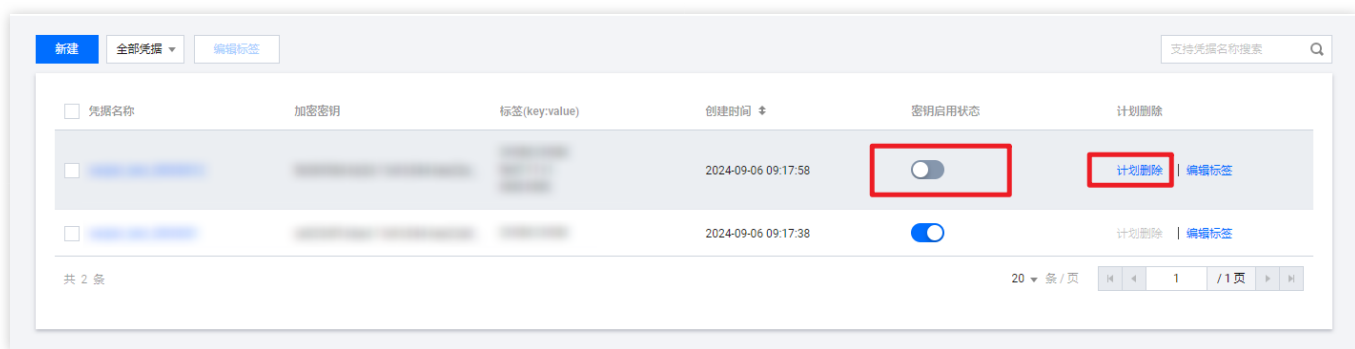 新建 全部凭据 编辑标签 支持凭据名称搜索
凭据名称 加密密钥 标签(key:value) 创建时间 密钥启用状态 计划删除
2024-09-06 09:17:58 计划删除 | 编辑标签
2024-09-06 09:17:38 计划删除 | 编辑标签
共 2 条 20 条 / 页 1 / 1 页